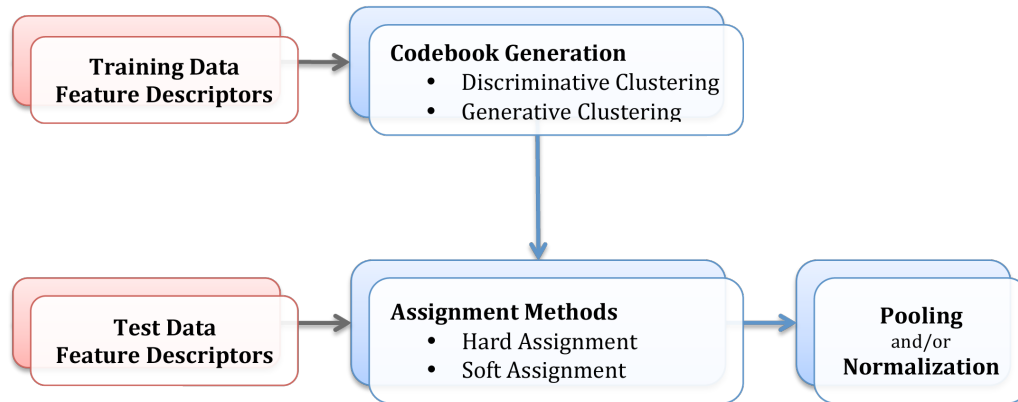 Training Data
Feature Descriptors
Codebook Generation
• Discriminative Clustering
• Generative Clustering
Test Data
Feature Descriptors
Assignment Methods
• Hard Assignment
• Soft Assignment
Pooling
and/or
Normalization